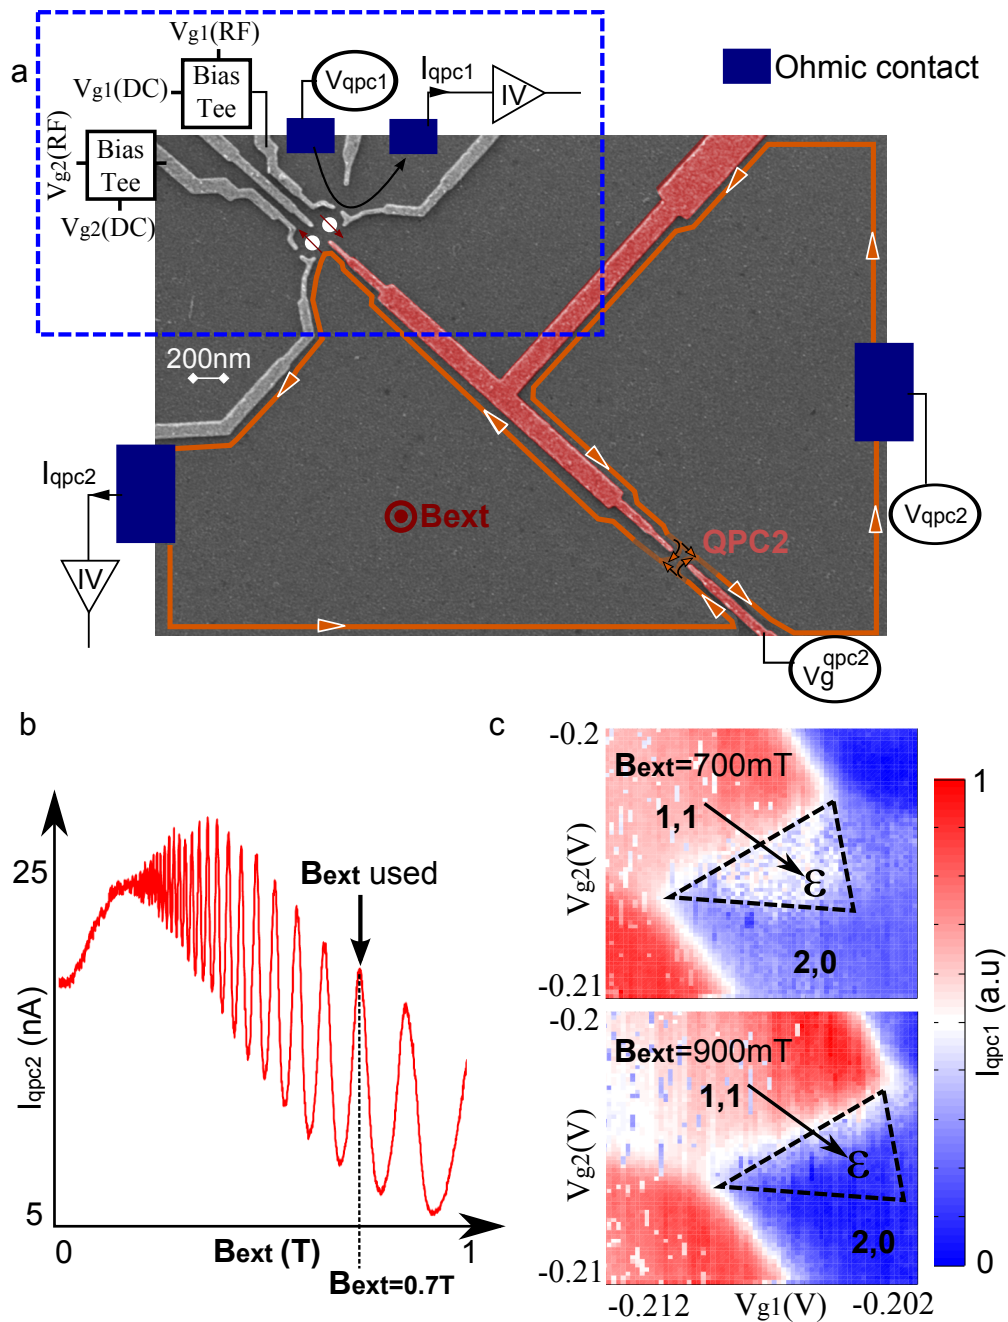 a
Vg1(RF)
Vg1(DC)
Bias
Tee
Vqpc1
Iqpc1
IV
Ohmic contact
Vg2(RF)
Bias
Tee
Vg2(DC)
200nm
Iqpc2
IV
Bext
QPC2
Vqpc2
Vg qpc2
b
25
Iqpc2 (nA)
5
0
Bext (T)
1
Bext used
Bext=0.7T
c
-0.2
Bext=700mT
1,1
ε
2,0
Vg2(V)
-0.21
-0.2
Bext=900mT
1,1
ε
2,0
Vg2(V)
-0.21
-0.212
Vg1(V)
-0.202
1
Iqpc1 (a.u)
0